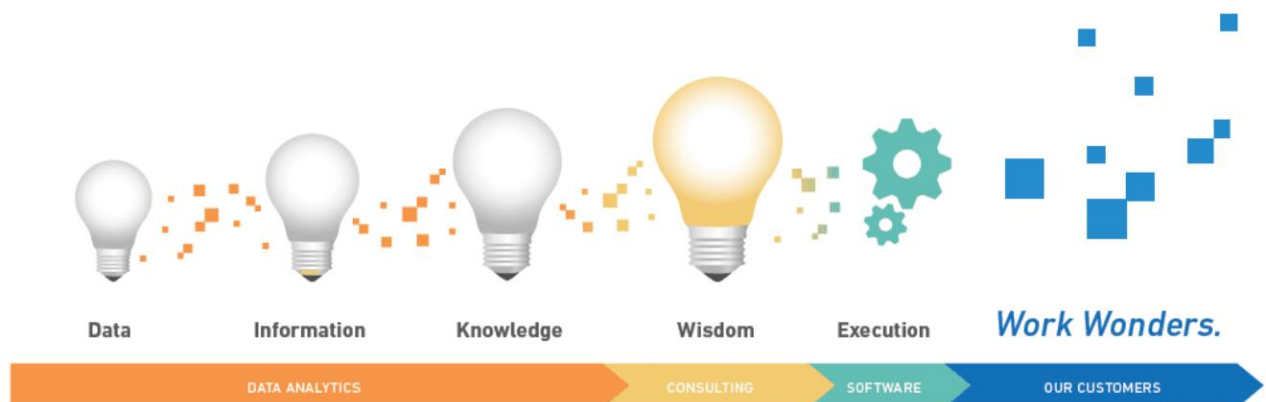 Data Information Knowledge Wisdom Execution Work Wonders.
DATA ANALYTICS CONSULTING SOFTWARE OUR CUSTOMERS